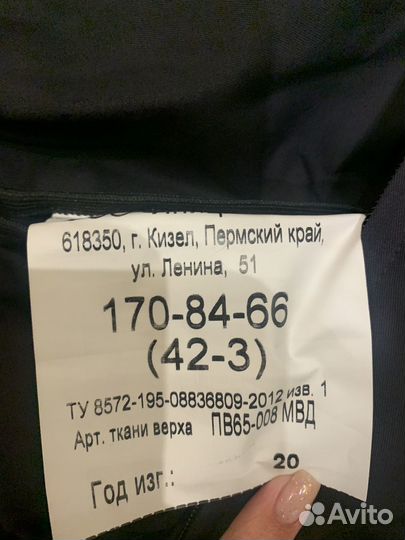 618350, г. Кизел, Пермский край,
ул. Ленина, 51
170-84-66
(42-3)
ТУ 8572-195-08836809-2012 изв. 1
Арт. ткани верха ПВ65-008 МВД
Год изг.: 20
Avito